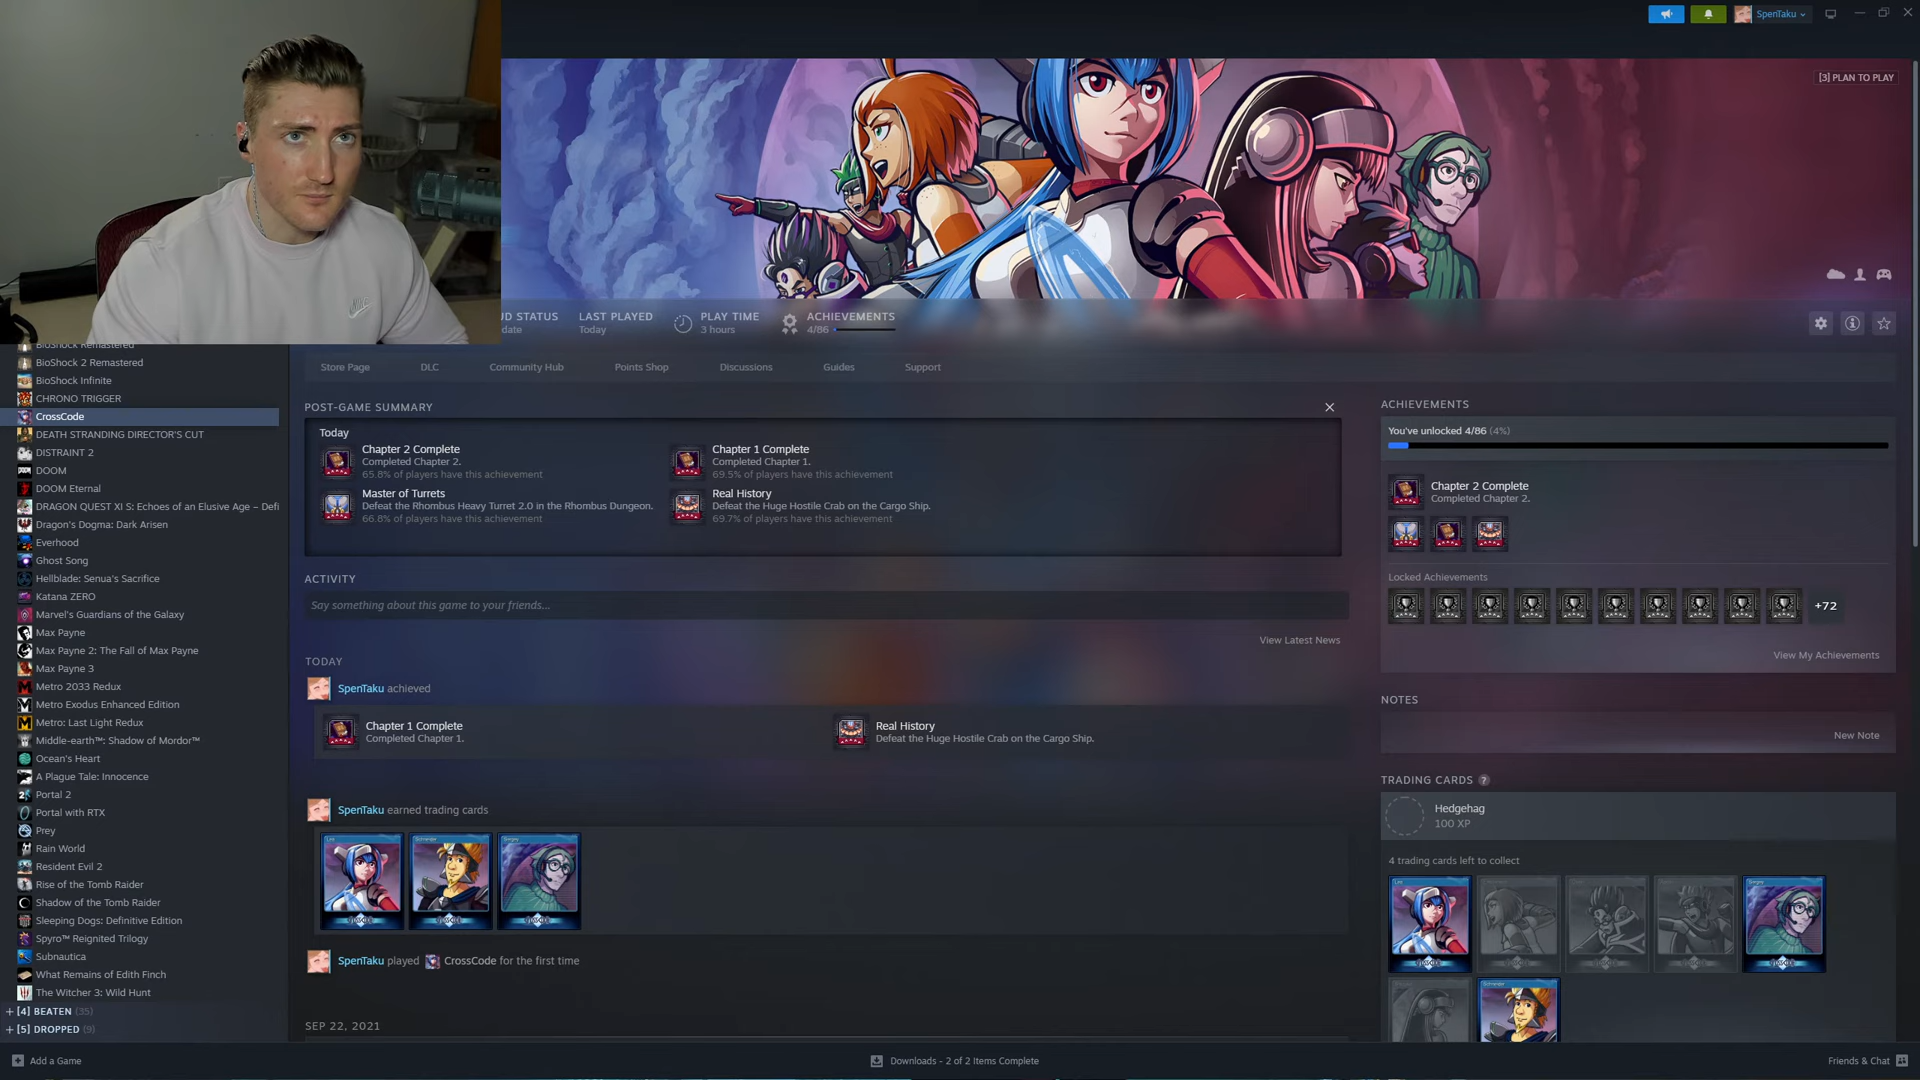 SpenTaku
[3] PLAN TO PLAY
UD STATUS
date
LAST PLAYED
Today
PLAY TIME
3 hours
ACHIEVEMENTS
4/86
BioShock Remastered
BioShock 2 Remastered
BioShock Infinite
CHRONO TRIGGER
CrossCode
DEATH STRANDING DIRECTOR'S CUT
DISTRAINT 2
DOOM
DOOM Eternal
DRAGON QUEST XI S: Echoes of an Elusive Age – Defi
Dragon's Dogma: Dark Arisen
Everhood
Ghost Song
Hellblade: Senua's Sacrifice
Katana ZERO
Marvel's Guardians of the Galaxy
Max Payne
Max Payne 2: The Fall of Max Payne
Max Payne 3
Metro 2033 Redux
Metro Exodus Enhanced Edition
Metro: Last Light Redux
Middle-earth™: Shadow of Mordor™
Ocean's Heart
A Plague Tale: Innocence
Portal 2
Portal with RTX
Prey
Rain World
Resident Evil 2
Rise of the Tomb Raider
Shadow of the Tomb Raider
Sleeping Dogs: Definitive Edition
Spyro™ Reignited Trilogy
Subnautica
What Remains of Edith Finch
The Witcher 3: Wild Hunt
+ [4] BEATEN (35)
+ [5] DROPPED (9)
Store Page
DLC
Community Hub
Points Shop
Discussions
Guides
Support
POST-GAME SUMMARY
Today
Chapter 2 Complete
Completed Chapter 2.
65.8% of players have this achievement
Chapter 1 Complete
Completed Chapter 1.
69.5% of players have this achievement
Master of Turrets
Defeat the Rhombus Heavy Turret 2.0 in the Rhombus Dungeon.
66.8% of players have this achievement
Real History
Defeat the Huge Hostile Crab on the Cargo Ship.
69.7% of players have this achievement
ACTIVITY
Say something about this game to your friends...
View Latest News
TODAY
SpenTaku achieved
Chapter 1 Complete
Completed Chapter 1.
Real History
Defeat the Huge Hostile Crab on the Cargo Ship.
SpenTaku earned trading cards
SpenTaku played CrossCode for the first time
SEP 22, 2021
ACHIEVEMENTS
You've unlocked 4/86 (4%)
Chapter 2 Complete
Completed Chapter 2.
Locked Achievements
+72
View My Achievements
NOTES
New Note
TRADING CARDS ?
Hedgehag
100 XP
4 trading cards left to collect
Add a Game
Downloads - 2 of 2 Items Complete
Friends & Chat